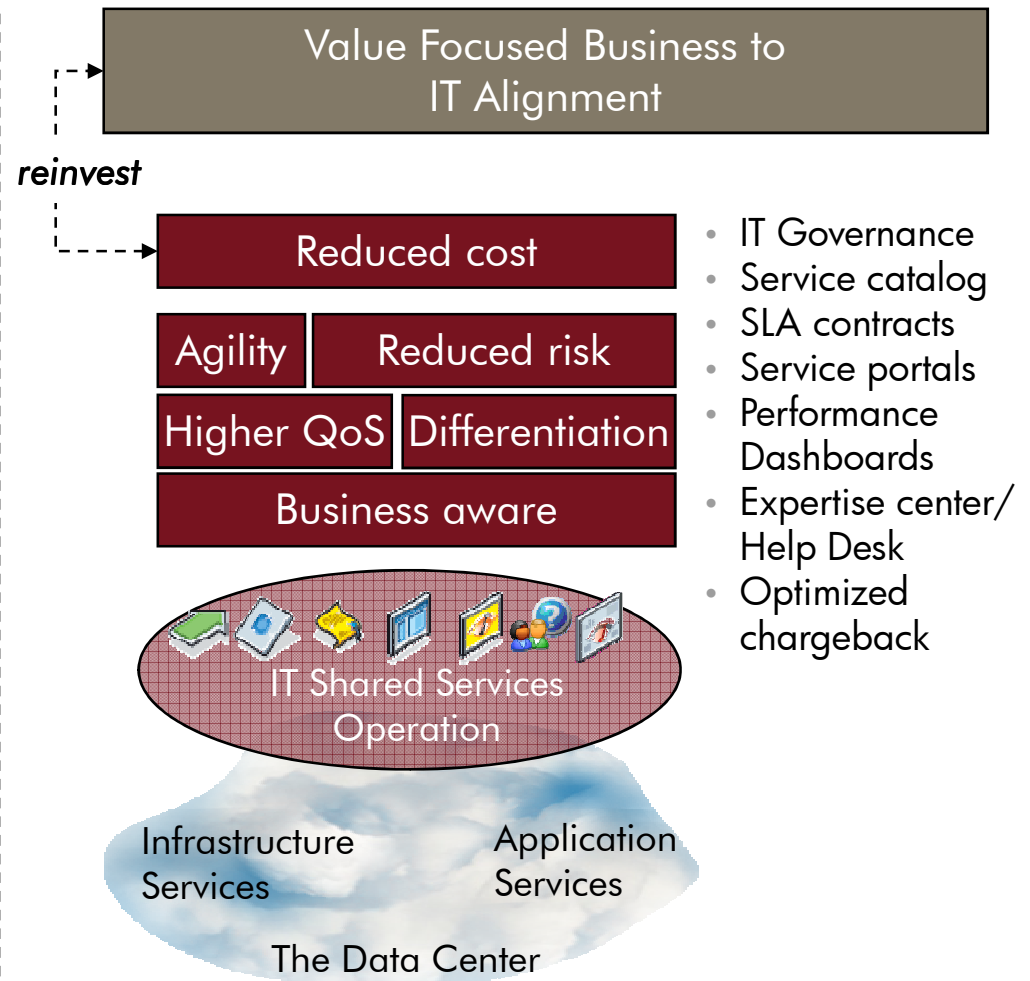 Value Focused Business to
IT Alignment
reinvest
Reduced cost
Agility
Reduced risk
Higher QoS
Differentiation
Business aware
IT Shared Services
Operation
Infrastructure
Services
Application
Services
The Data Center
• IT Governance
• Service catalog
• SLA contracts
• Service portals
• Performance
Dashboards
• Expertise center/
Help Desk
• Optimized
chargeback